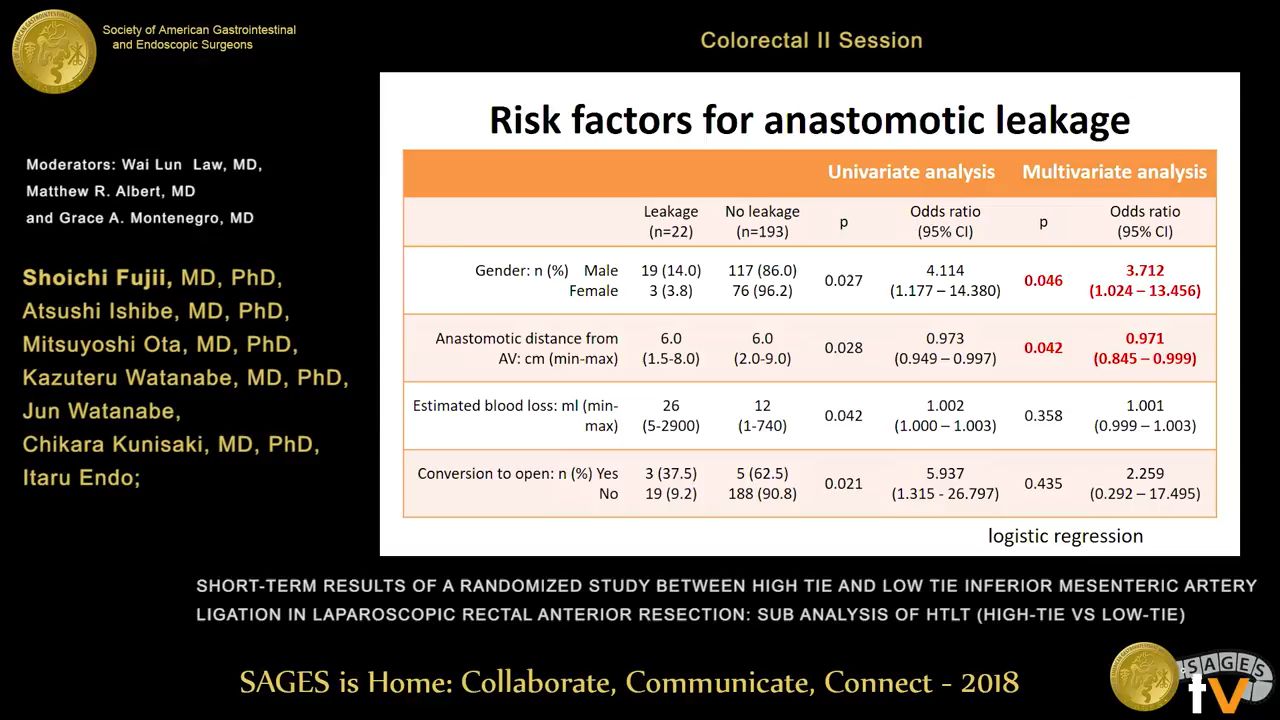 Society of American Gastrointestinal
and Endoscopic Surgeons
Colorectal II Session
Moderators: Wai Lun Law, MD,
Matthew R. Albert, MD
and Grace A. Montenegro, MD
Shoichi Fujii, MD, PhD,
Atsushi Ishibe, MD, PhD,
Mitsuyoshi Ota, MD, PhD,
Kazuteru Watanabe, MD, PhD,
Jun Watanabe,
Chikara Kunisaki, MD, PhD,
Itaru Endo;
Risk factors for anastomotic leakage
Univariate analysis Multivariate analysis
Leakage No leakage p Odds ratio p Odds ratio
(n=22) (n=193) (95% CI) (95% CI)
Gender: n (%) Male 19 (14.0) 117 (86.0) 0.027 4.114 0.046 3.712
Female 3 (3.8) 76 (96.2) (1.177 – 14.380) (1.024 – 13.456)
Anastomotic distance from 6.0 6.0 0.028 0.973 0.042 0.971
AV: cm (min-max) (1.5-8.0) (2.0-9.0) (0.949 – 0.997) (0.845 – 0.999)
Estimated blood loss: ml (min- 26 12 0.042 1.002 0.358 1.001
max) (5-2900) (1-740) (1.000 – 1.003) (0.999 – 1.003)
Conversion to open: n (%) Yes 3 (37.5) 5 (62.5) 0.021 5.937 0.435 2.259
No 19 (9.2) 188 (90.8) (1.315 - 26.797) (0.292 – 17.495)
logistic regression
SHORT-TERM RESULTS OF A RANDOMIZED STUDY BETWEEN HIGH TIE AND LOW TIE INFERIOR MESENTERIC ARTERY
LIGATION IN LAPAROSCOPIC RECTAL ANTERIOR RESECTION: SUB ANALYSIS OF HTLT (HIGH-TIE VS LOW-TIE)
SAGES is Home: Collaborate, Communicate, Connect - 2018
SAGES
tv